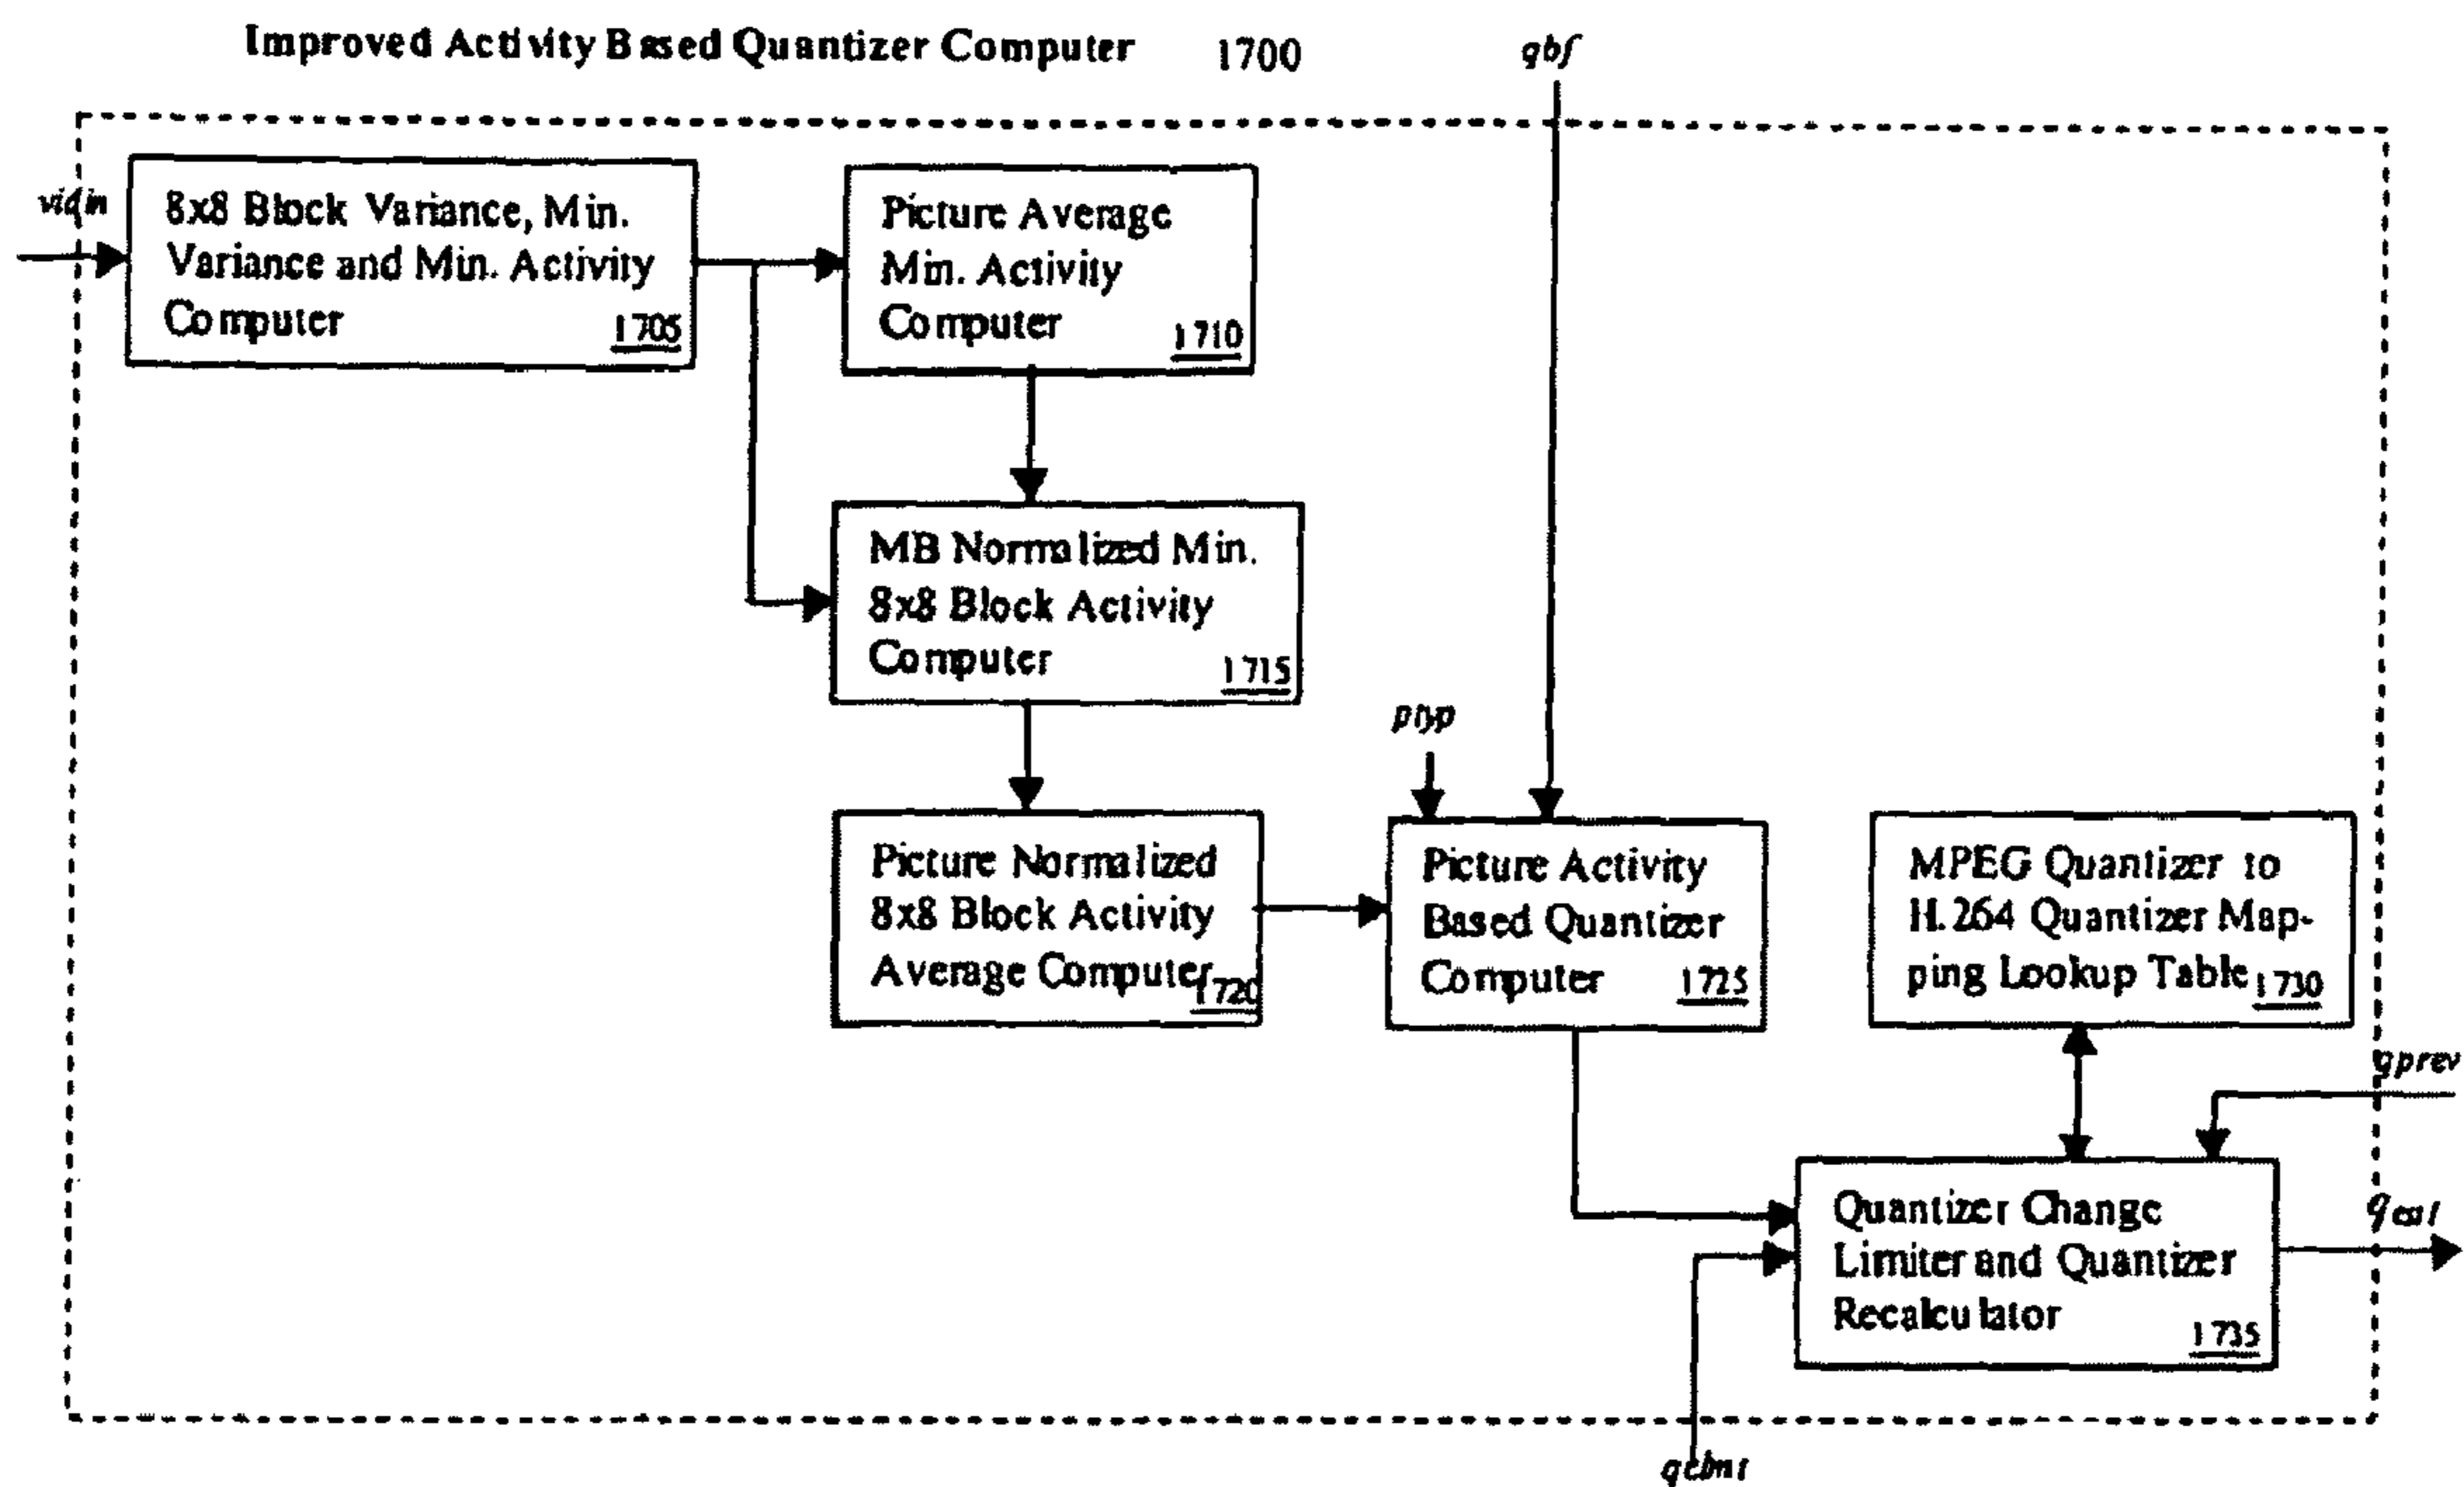 Improved Activity Based Quantizer Computer 1700
qbf
vidin
8x8 Block Variance, Min.
Variance and Min. Activity
Computer 1705
Picture Average
Min. Activity
Computer 1710
MB Normalized Min.
8x8 Block Activity
Computer 1715
ptyp
Picture Normalized
8x8 Block Activity
Average Computer 1720
Picture Activity
Based Quantizer
Computer 1725
MPEG Quantizer to
H.264 Quantizer Map-
ping Lookup Table 1730
qprev
Quantizer Change
Limiter and Quantizer
Recalculator 1735